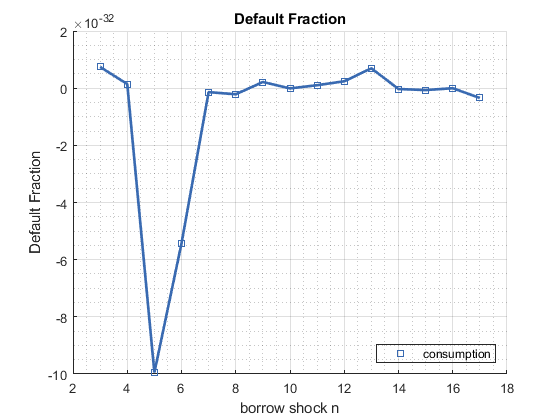 Default Fraction
×10-32
2
0
-2
-4
-6
-8
-10
Default Fraction
2 4 6 8 10 12 14 16 18
borrow shock n
consumption